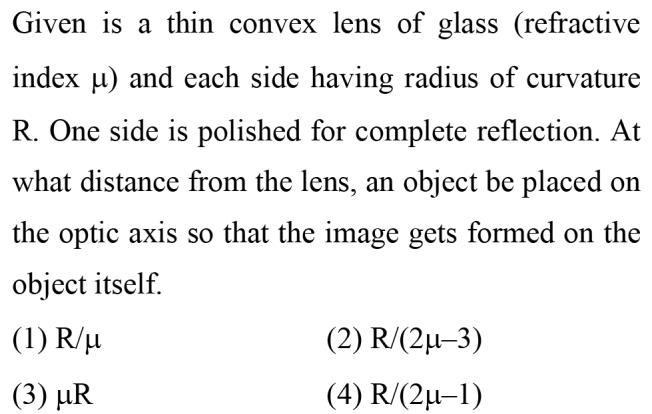 Given is a thin convex lens of glass (refractive
index μ) and each side having radius of curvature
R. One side is polished for complete reflection. At
what distance from the lens, an object be placed on
the optic axis so that the image gets formed on the
object itself.
(1) R/μ (2) R/(2μ–3)
(3) μR (4) R/(2μ–1)